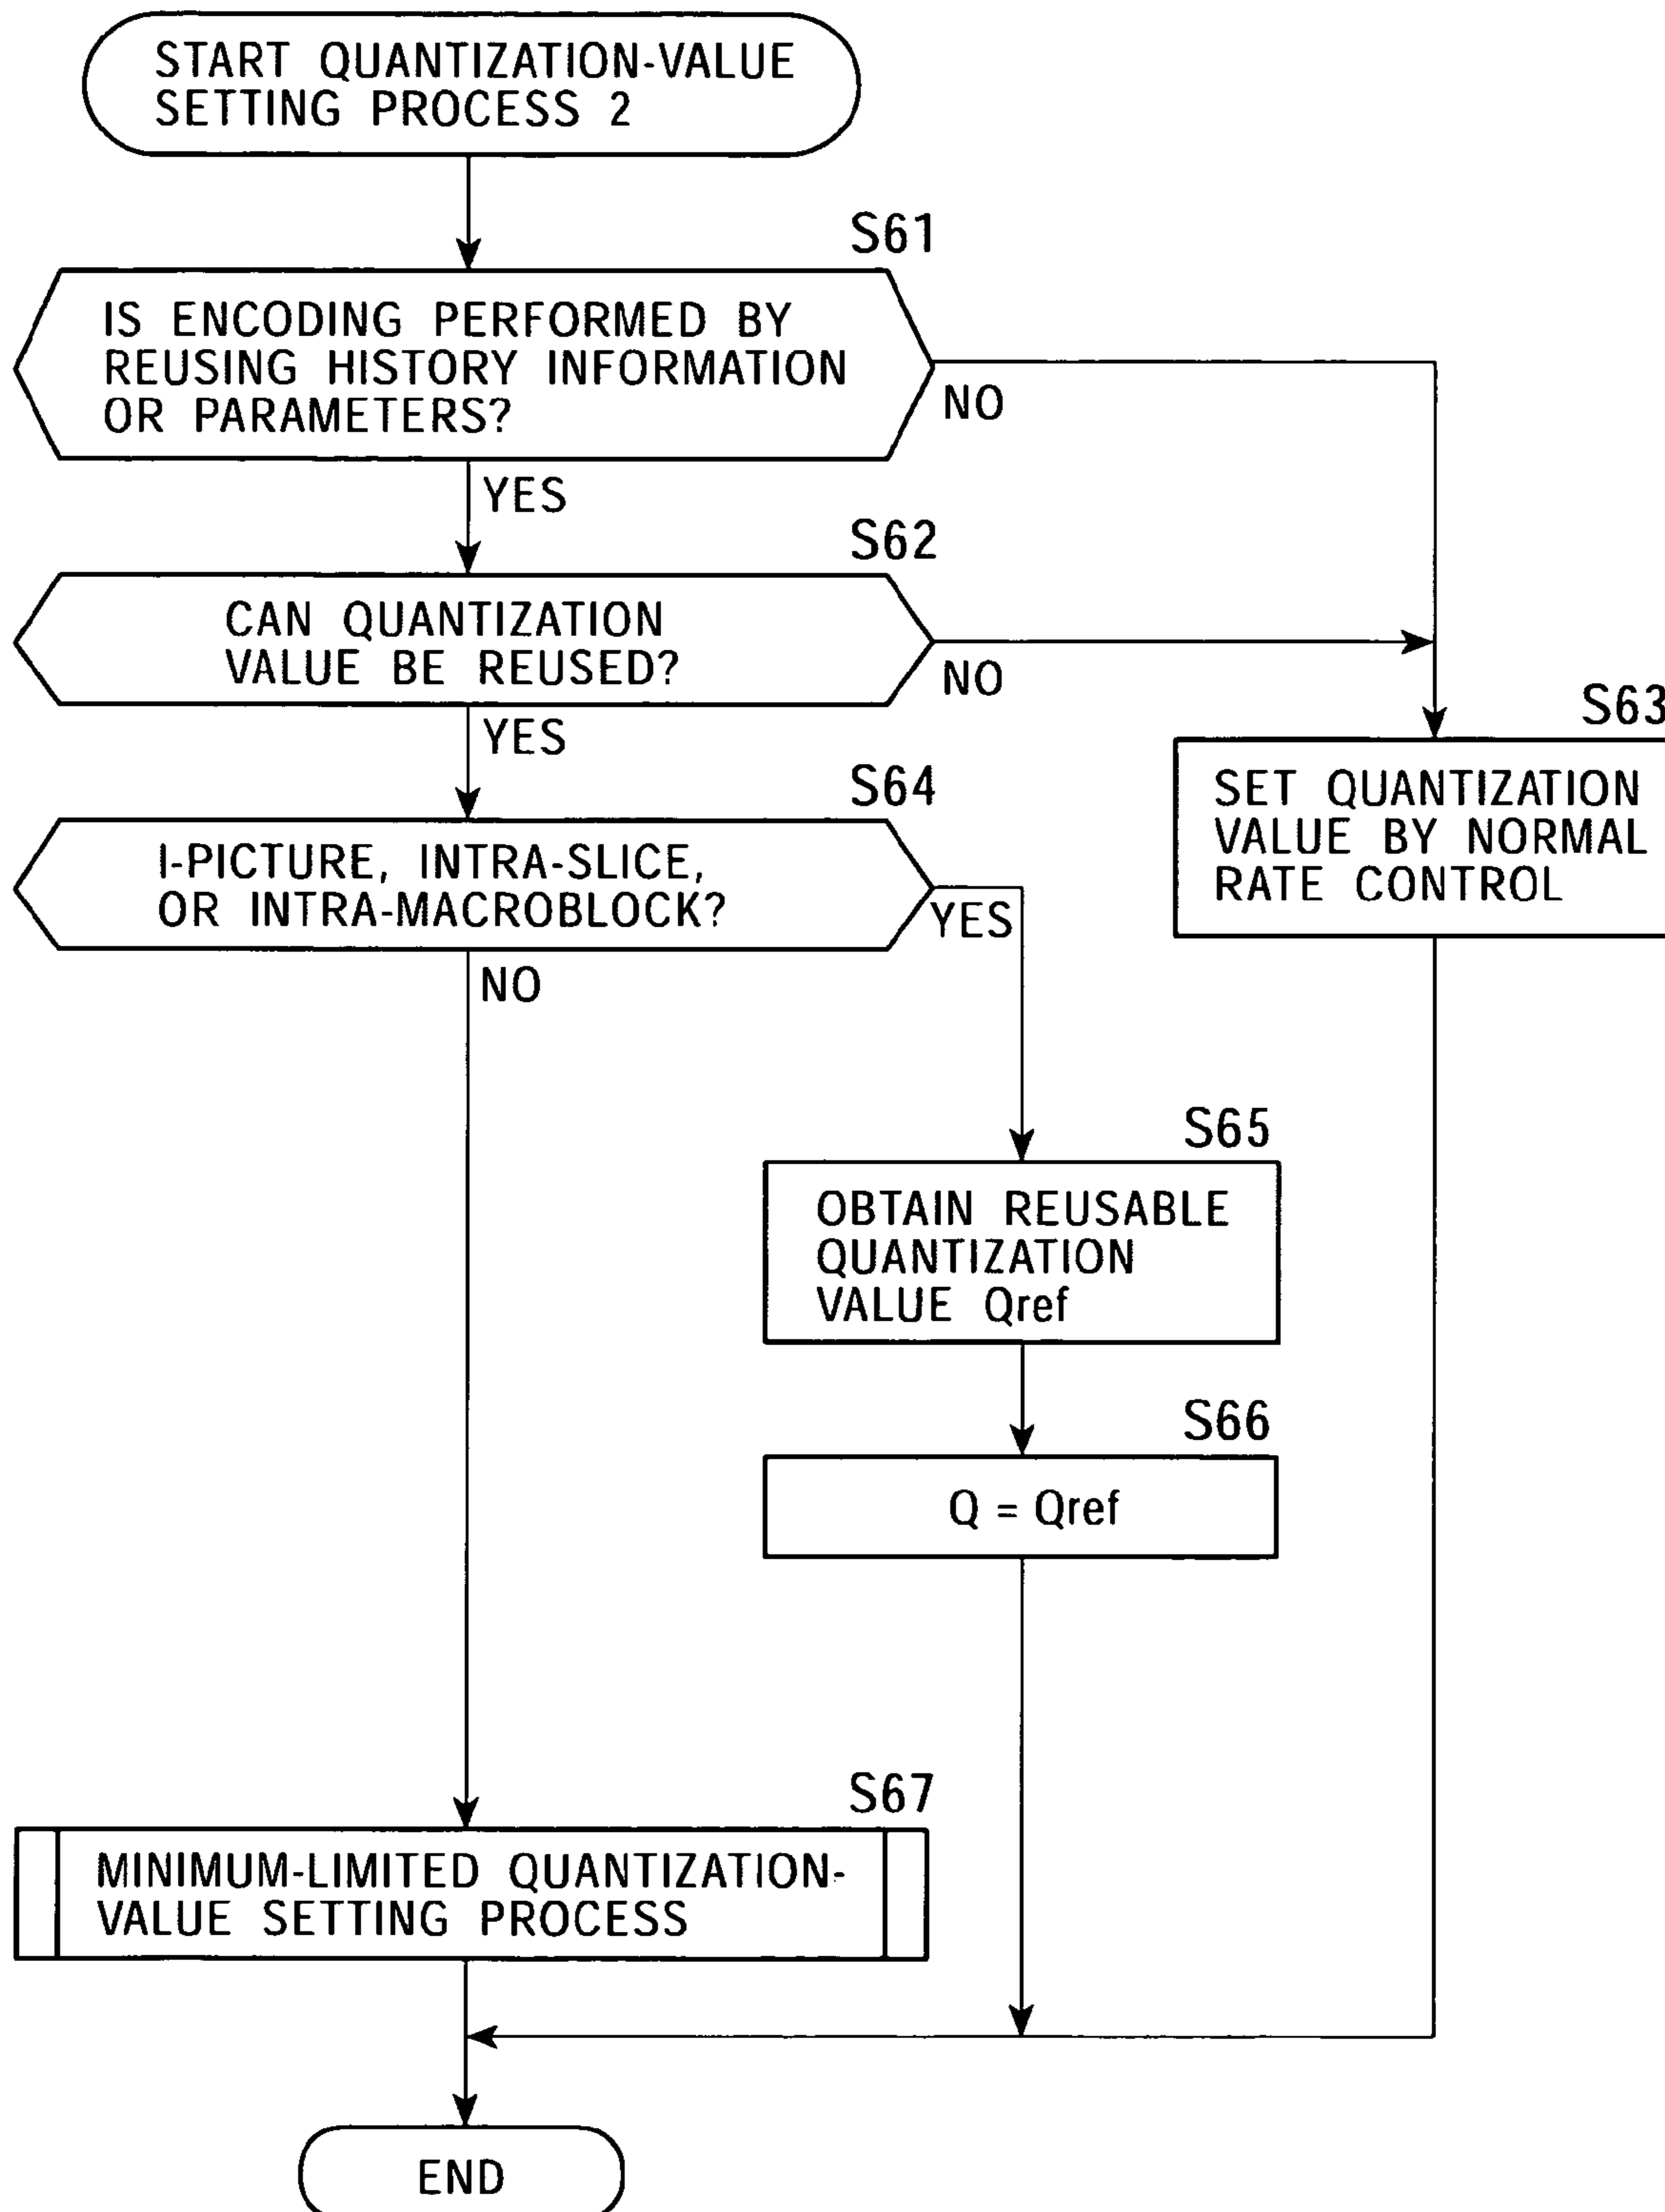 START QUANTIZATION-VALUE
SETTING PROCESS 2
S61
IS ENCODING PERFORMED BY
REUSING HISTORY INFORMATION
OR PARAMETERS?
NO
YES
S62
CAN QUANTIZATION
VALUE BE REUSED?
NO
YES
S63
SET QUANTIZATION
VALUE BY NORMAL
RATE CONTROL
S64
I-PICTURE, INTRA-SLICE,
OR INTRA-MACROBLOCK?
YES
NO
S65
OBTAIN REUSABLE
QUANTIZATION
VALUE Qref
S66
Q = Qref
S67
MINIMUM-LIMITED QUANTIZATION-
VALUE SETTING PROCESS
END